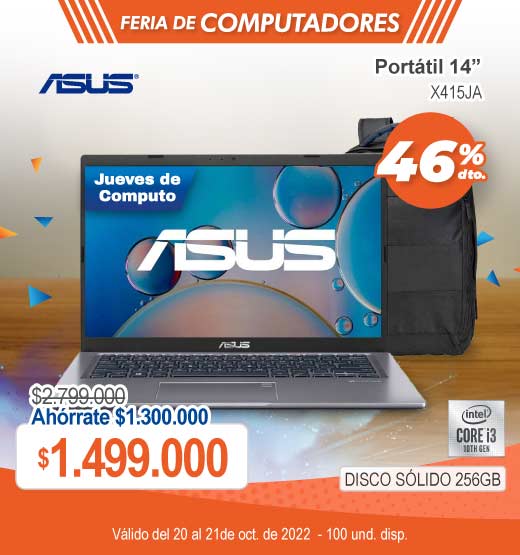 FERIA DE COMPUTADORES
Portátil 14”
ASUS®
X415JA
46% dto.
Jueves de
Computo
ASUS
ASUS
$2.799.000
Ahórrate $1.300.000
$1.499.000
intel
CORE i3
10TH GEN
DISCO SÓLIDO 256GB
Válido del 20 al 21de oct. de 2022 - 100 und. disp.